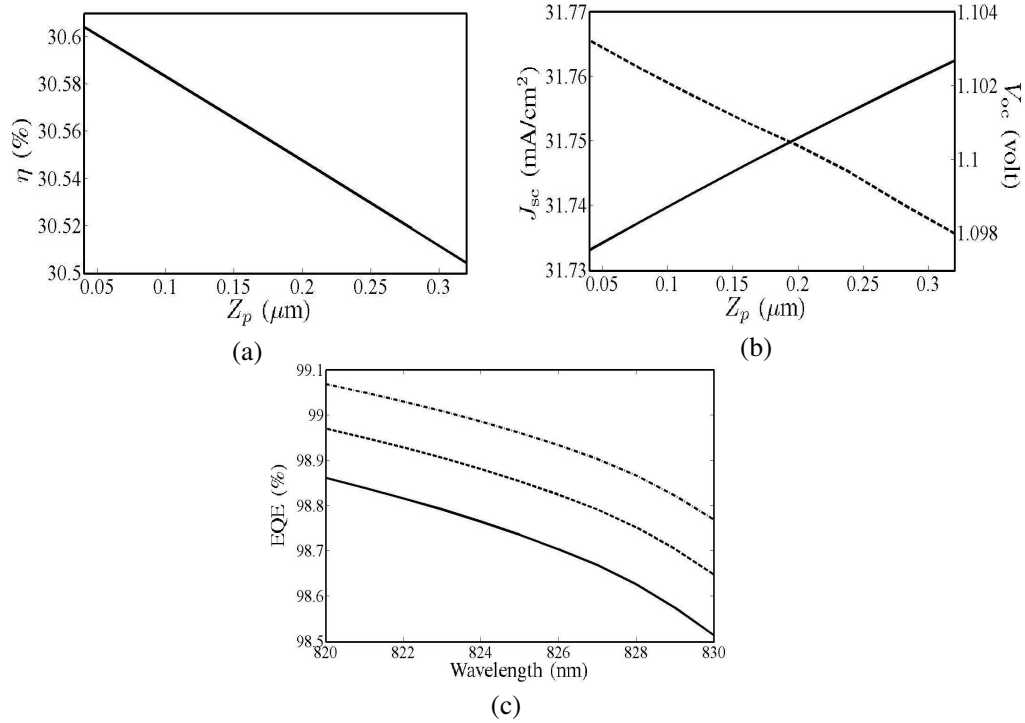 30.6
30.58
30.56
30.54
30.52
30.5
η (%)
0.05 0.1 0.15 0.2 0.25 0.3
Z_p (μm)
(a)
31.77
31.76
31.75
31.74
31.73
J_sc (mA/cm²)
1.104
1.102
1.1
1.098
V_oc (volt)
0.05 0.1 0.15 0.2 0.25 0.3
Z_p (μm)
(b)
99.1
99
98.9
98.8
98.7
98.6
98.5
EQE (%)
820 822 824 826 828 830
Wavelength (nm)
(c)